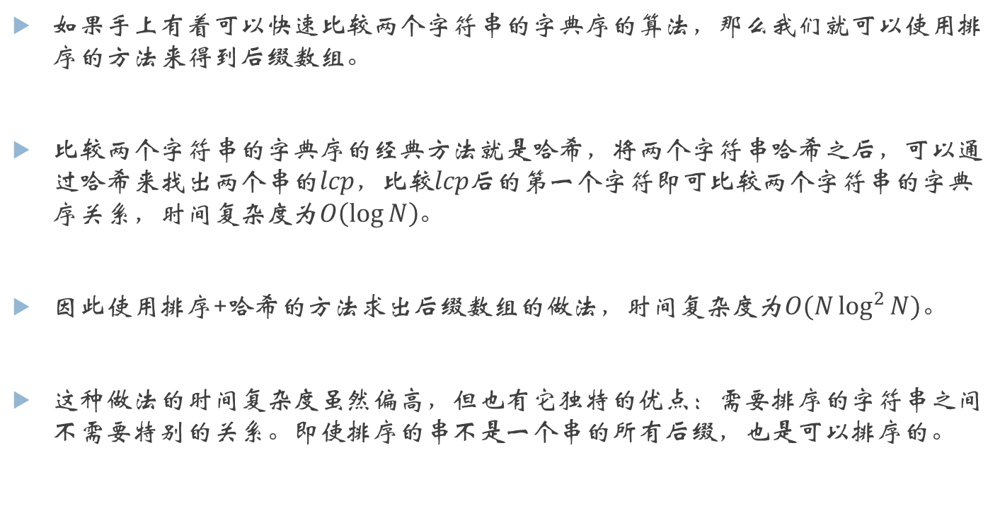 如果手上有着可以快速比较两个字符串的字典序的算法，那么我们就可以使用排
序的方法来得到后缀数组。
比较两个字符串的字典序的经典方法就是哈希，将两个字符串哈希之后，可以通
过哈希来找出两个串的lcp，比较lcp后的第一个字符即可比较两个字符串的字典
序关系，时间复杂度为O(log N)。
因此使用排序+哈希的方法求出后缀数组的做法，时间复杂度为O(N log² N)。
这种做法的时间复杂度虽然偏高，但也有它独特的优点：需要排序的字符串之间
不需要特别的关系。即使排序的串不是一个串的所有后缀，也是可以排序的。